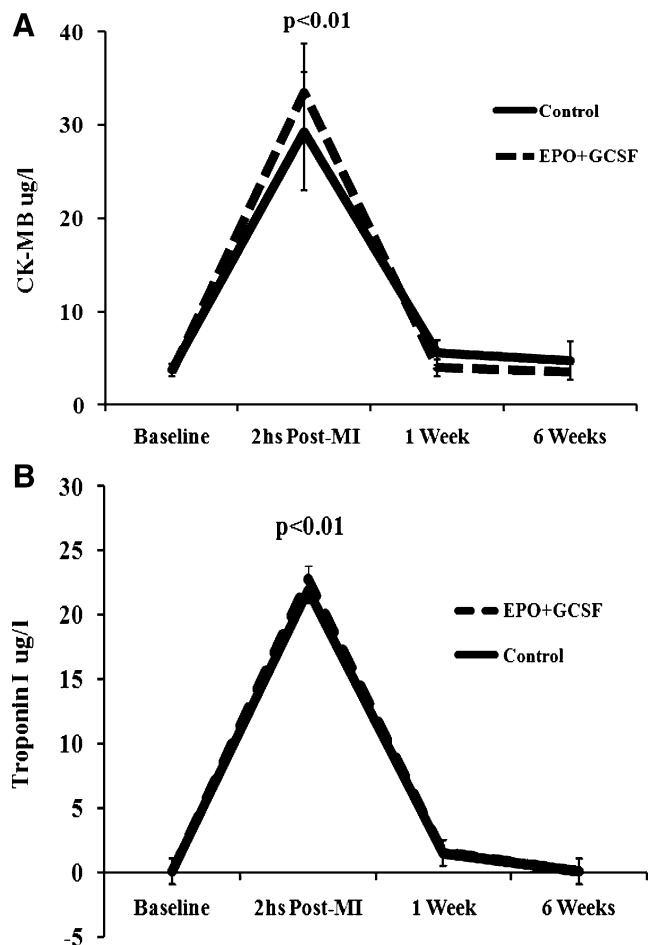 A
p<0.01
40
30
20
10
0
CK-MB ug/l
Control
EPO+GCSF
Baseline 2hs Post-MI 1 Week 6 Weeks
B
p<0.01
30
25
20
15
10
5
0
-5
Troponin I ug/l
EPO+GCSF
Control
Baseline 2hs Post-MI 1 Week 6 Weeks